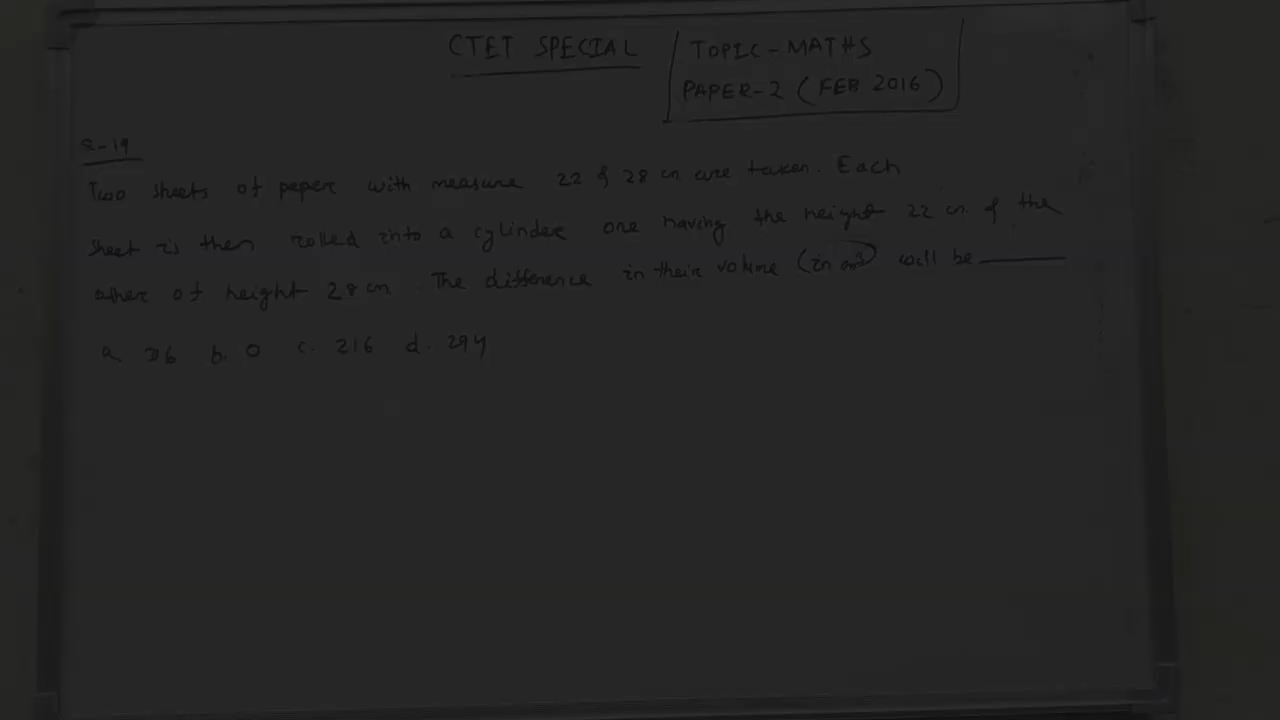 CTET SPECIAL
TOPIC-MATHS
PAPER-2 (FEB 2016)
Q-19
Two sheets of paper with measure 22 & 28 cm are taken. Each
sheet is then rolled into a cylinder one having the height 22 cm & the
other of height 28 cm. The difference in their volume (in cm³) will be ______
a. b. 0 c. 216 d. 294